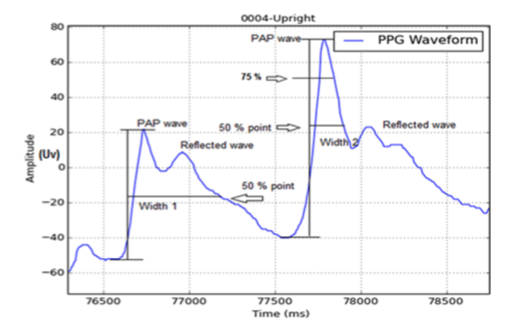 0004-Upright
PPG Waveform
80
60
40
20
0
−20
−40
−60
Amplitude
(Uv)
PAP wave
75 %
50 % point
Width 2
Reflected wave
PAP wave
Reflected wave
50 % point
Width 1
76500
77000
77500
78000
78500
Time (ms)